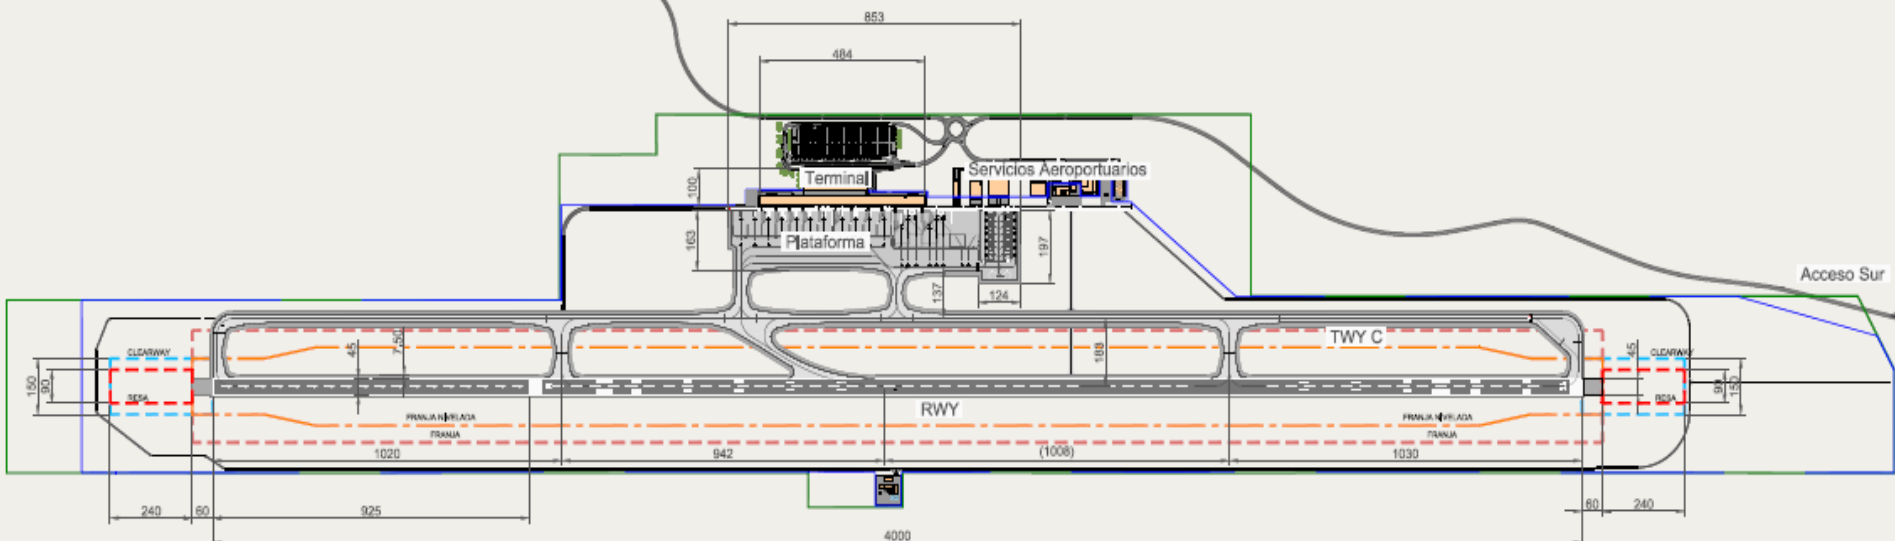 853
484
Servicios Aeroportuarios
Terminal
100
163
Plataforma
197
137
124
Acceso Sur
CLEARWAY
45
7,50
188
TWY C
45
CLEARWAY
150
90
RESA
RWY
90
150
RESA
FRANJA NIVELADA
FRANJA
FRANJA NIVELADA
FRANJA
1020
942
(1008)
1030
240
60
925
60
240
4000